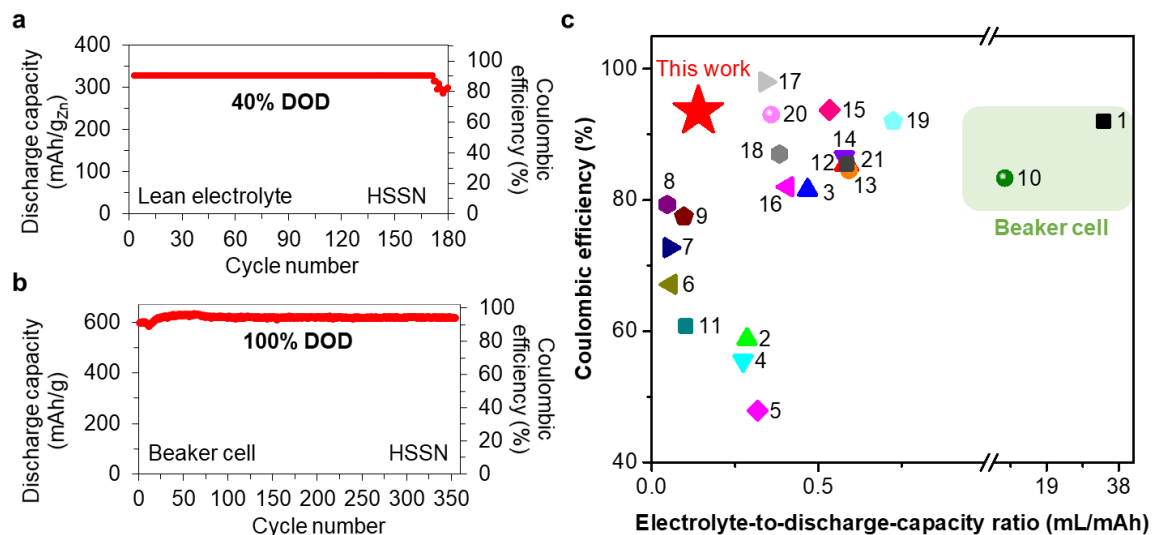 a
400
300
200
100
0
Discharge capacity
(mAh/gZn)
100
80
60
40
20
0
Coulombic
efficiency (%)
40% DOD
Lean electrolyte
HSSN
0
30
60
90
120
150
180
Cycle number
b
600
400
200
0
Discharge capacity
(mAh/g)
100
80
60
40
20
0
Coulombic
efficiency (%)
100% DOD
Beaker cell
HSSN
0
50
100
150
200
250
300
350
Cycle number
c
100
80
60
40
Coulombic efficiency (%)
This work
17
15
20
19
1
14
18
12
21
10
16
3
13
8
9
Beaker cell
7
6
11
2
4
5
0.0
0.5
19
38
Electrolyte-to-discharge-capacity ratio (mL/mAh)